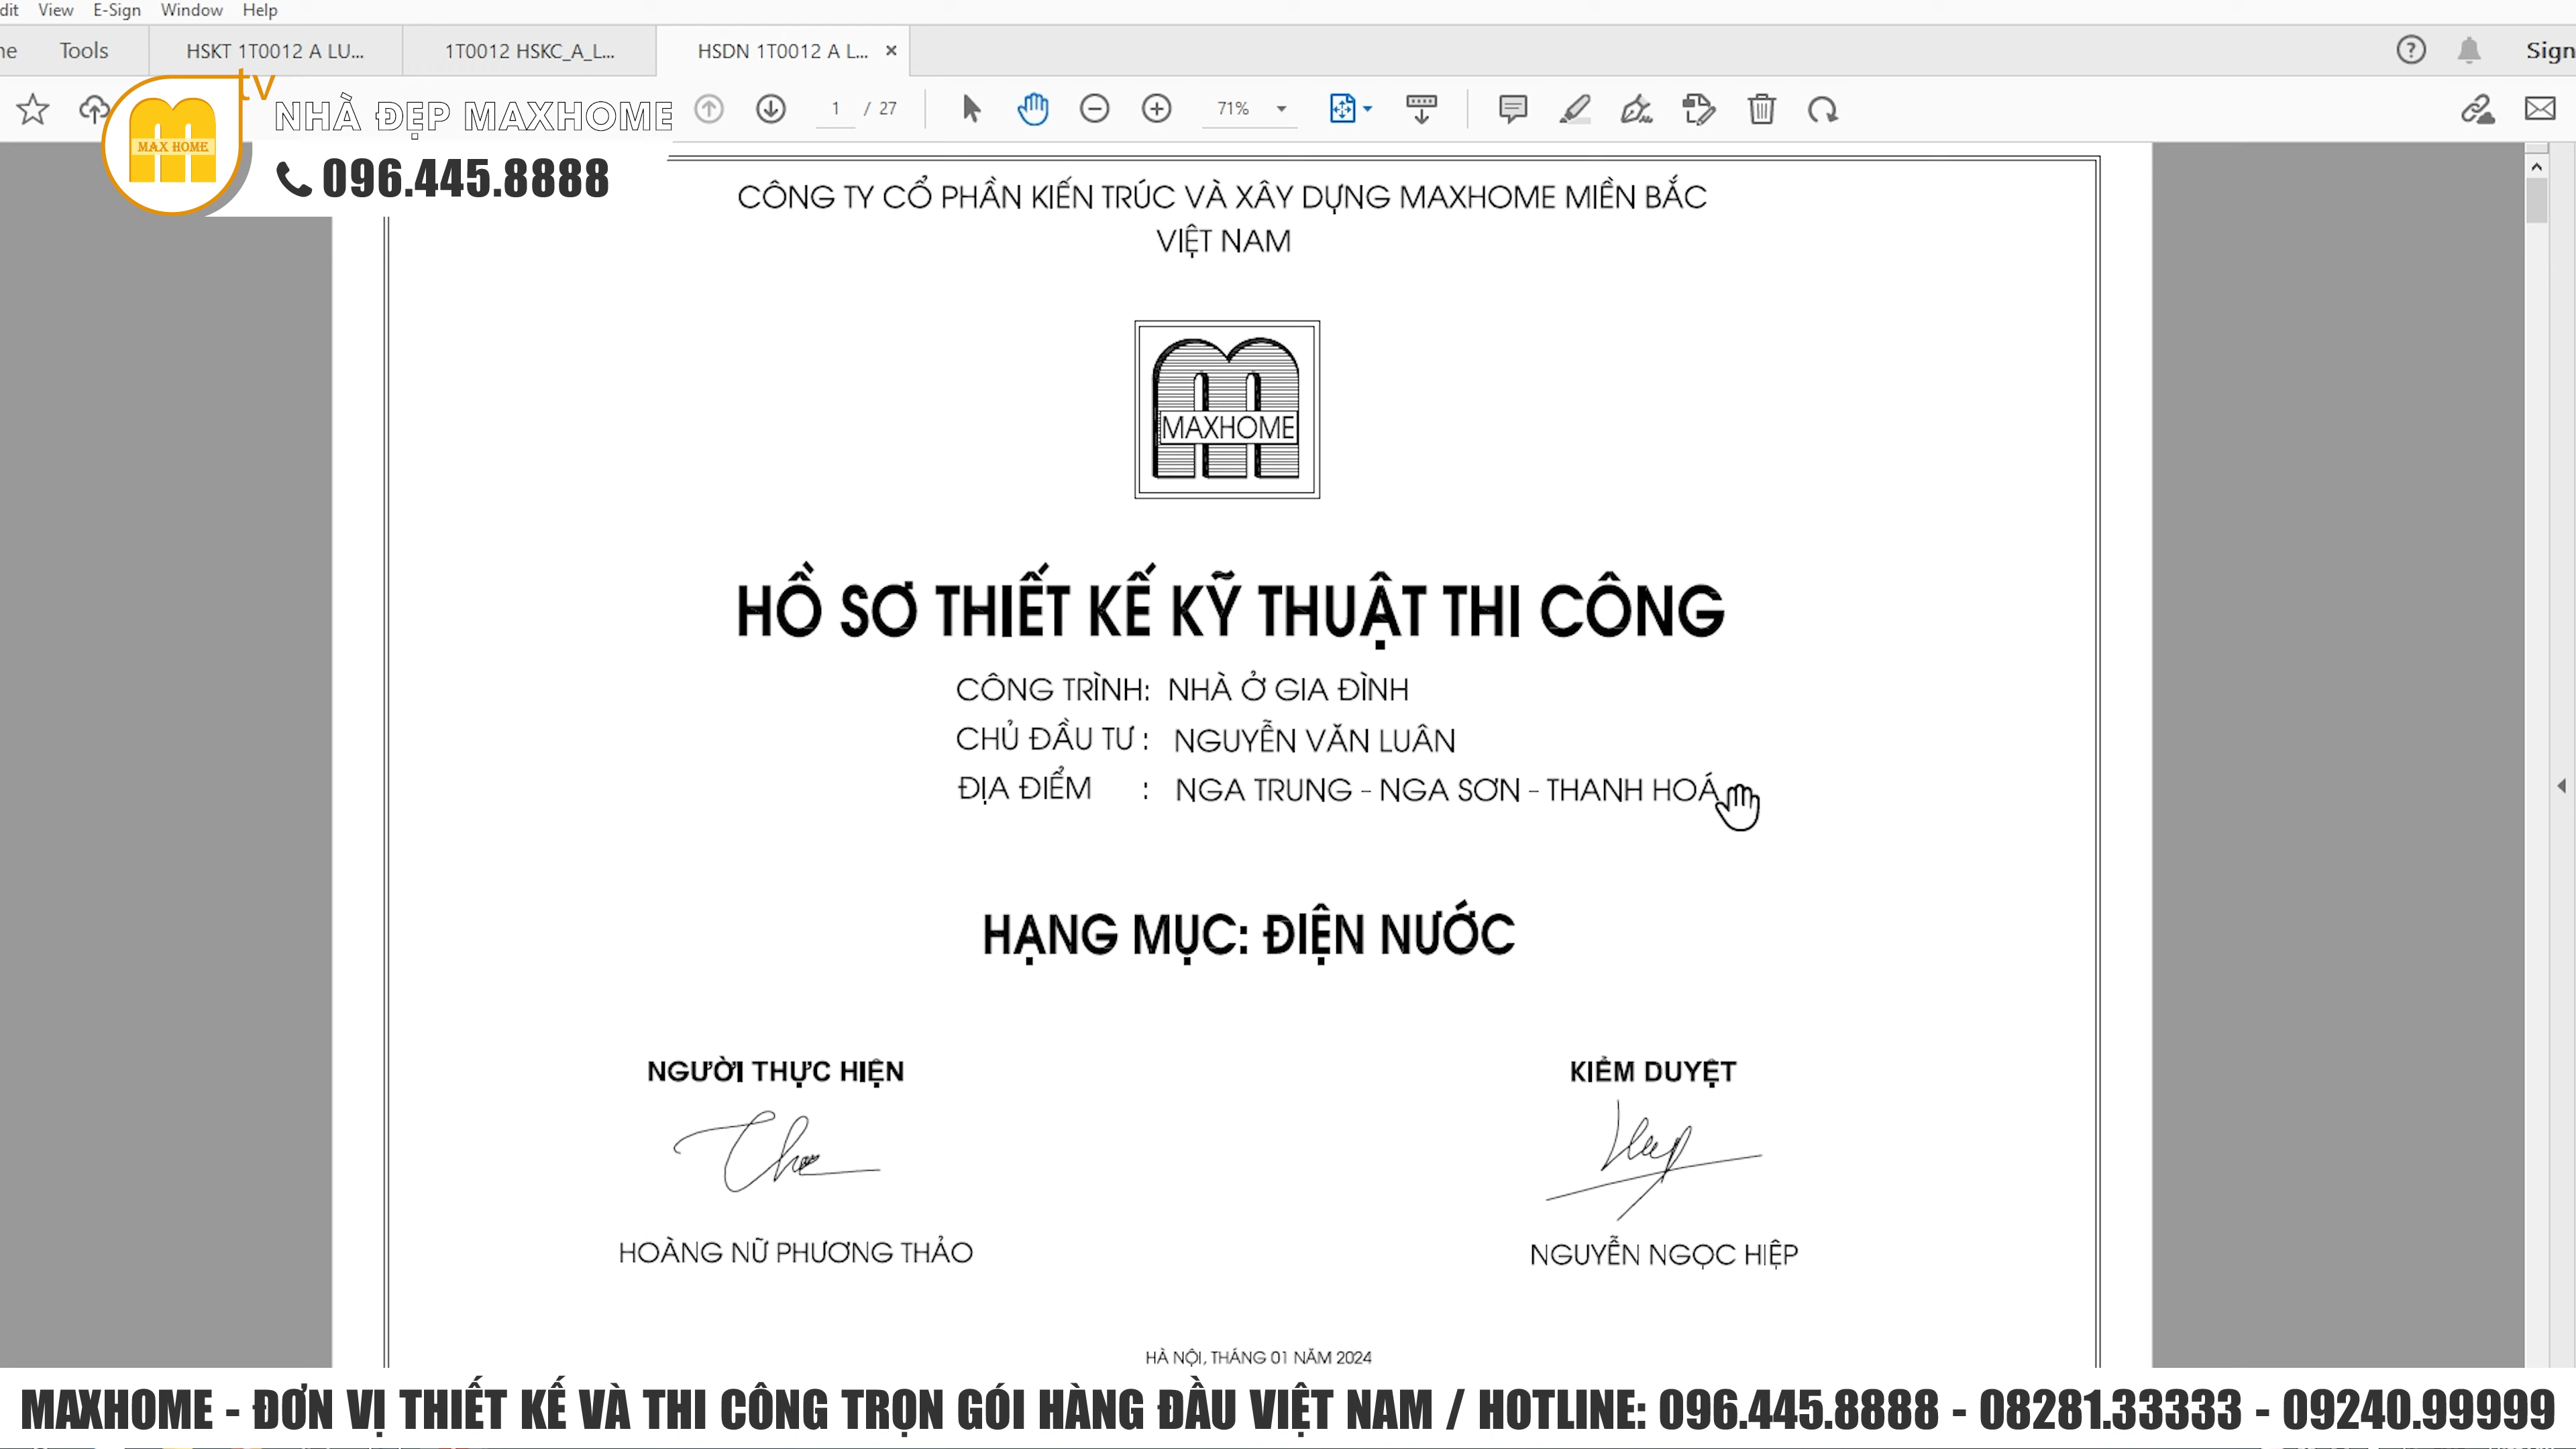 dit View E-Sign Window Help
ne Tools HSKT 1T0012 A LU... 1T0012 HSKC_A_L... HSDN 1T0012 A L... Sign
tv
NHÀ ĐẸP MAXHOME
MAX HOME
096.445.8888
1 / 27 71%
CÔNG TY CỔ PHẦN KIẾN TRÚC VÀ XÂY DỰNG MAXHOME MIỀN BẮC
VIỆT NAM
MAXHOME
HỒ SƠ THIẾT KẾ KỸ THUẬT THI CÔNG
CÔNG TRÌNH: NHÀ Ở GIA ĐÌNH
CHỦ ĐẦU TƯ : NGUYỄN VĂN LUÂN
ĐỊA ĐIỂM : NGA TRUNG - NGA SƠN - THANH HOÁ
HẠNG MỤC: ĐIỆN NƯỚC
NGƯỜI THỰC HIỆN KIỂM DUYỆT
HOÀNG NỮ PHƯƠNG THẢO NGUYỄN NGỌC HIỆP
HÀ NỘI, THÁNG 01 NĂM 2024
MAXHOME - ĐƠN VỊ THIẾT KẾ VÀ THI CÔNG TRỌN GÓI HÀNG ĐẦU VIỆT NAM / HOTLINE: 096.445.8888 - 08281.33333 - 09240.99999